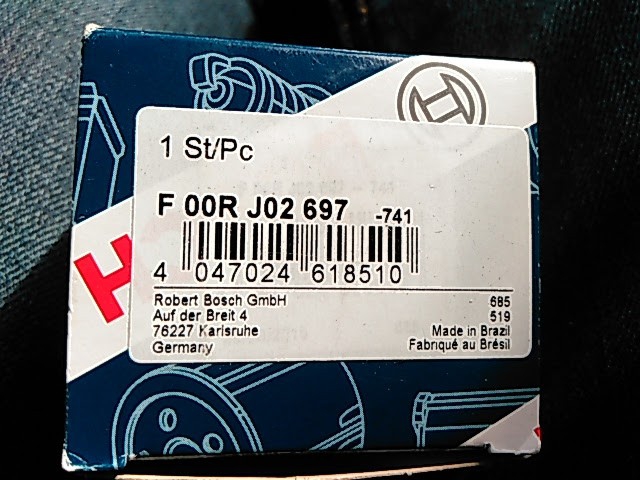 1 St/Pc
F 00R J02 697 -741
4 047024 618510
Robert Bosch GmbH 685
Auf der Breit 4 519
76227 Karlsruhe Made in Brazil
Germany Fabriqué au Brésil
H